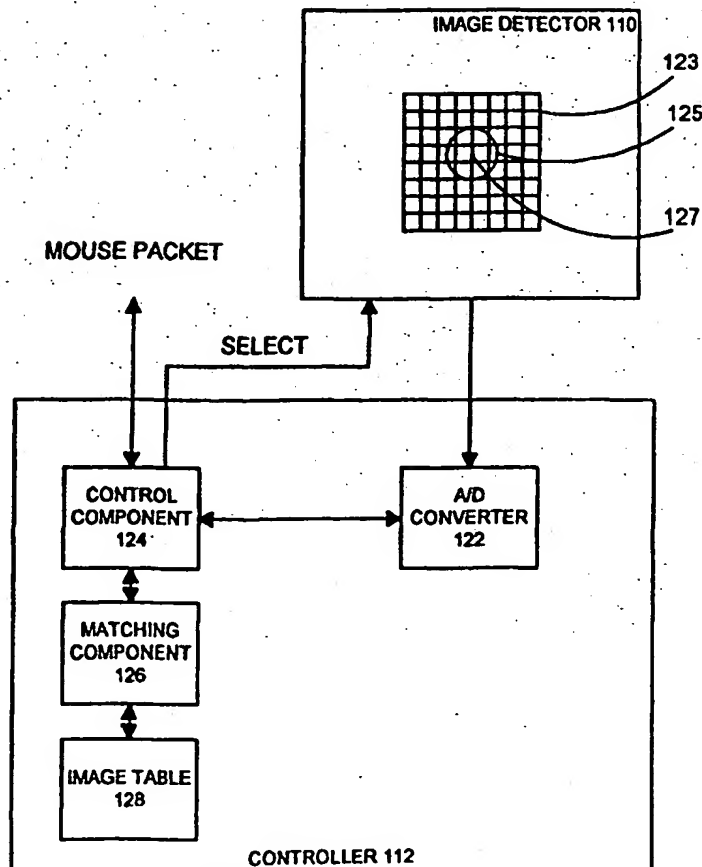 IMAGE DETECTOR 110
123
125
127
MOUSE PACKET
SELECT
CONTROL
COMPONENT
124
A/D
CONVERTER
122
MATCHING
COMPONENT
126
IMAGE TABLE
128
CONTROLLER 112